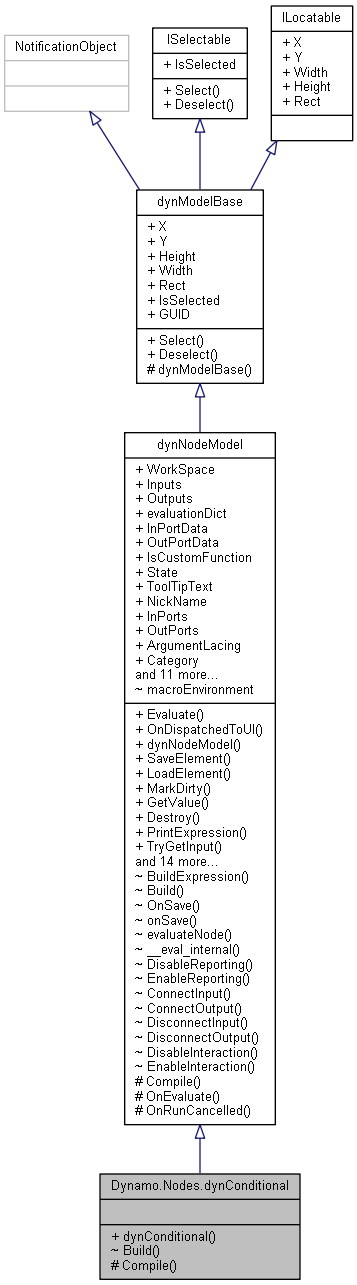 NotificationObject
ISelectable
+ IsSelected
+ Select()
+ Deselect()
ILocatable
+ X
+ Y
+ Width
+ Height
+ Rect
dynModelBase
+ X
+ Y
+ Height
+ Width
+ Rect
+ IsSelected
+ GUID
+ Select()
+ Deselect()
# dynModelBase()
dynNodeModel
+ WorkSpace
+ Inputs
+ Outputs
+ evaluationDict
+ InPortData
+ OutPortData
+ IsCustomFunction
+ State
+ ToolTipText
+ NickName
+ InPorts
+ OutPorts
+ ArgumentLacing
+ Category
and 11 more...
~ macroEnvironment
+ Evaluate()
+ OnDispatchedToUI()
+ dynNodeModel()
+ SaveElement()
+ LoadElement()
+ MarkDirty()
+ GetValue()
+ Destroy()
+ PrintExpression()
+ TryGetInput()
and 14 more...
~ BuildExpression()
~ Build()
~ OnSave()
~ onSave()
~ evaluateNode()
~ __eval_internal()
~ DisableReporting()
~ EnableReporting()
~ ConnectInput()
~ ConnectOutput()
~ DisconnectInput()
~ DisconnectOutput()
~ DisableInteraction()
~ EnableInteraction()
# Compile()
# OnEvaluate()
# OnRunCancelled()
Dynamo.Nodes.dynConditional
+ dynConditional()
~ Build()
# Compile()